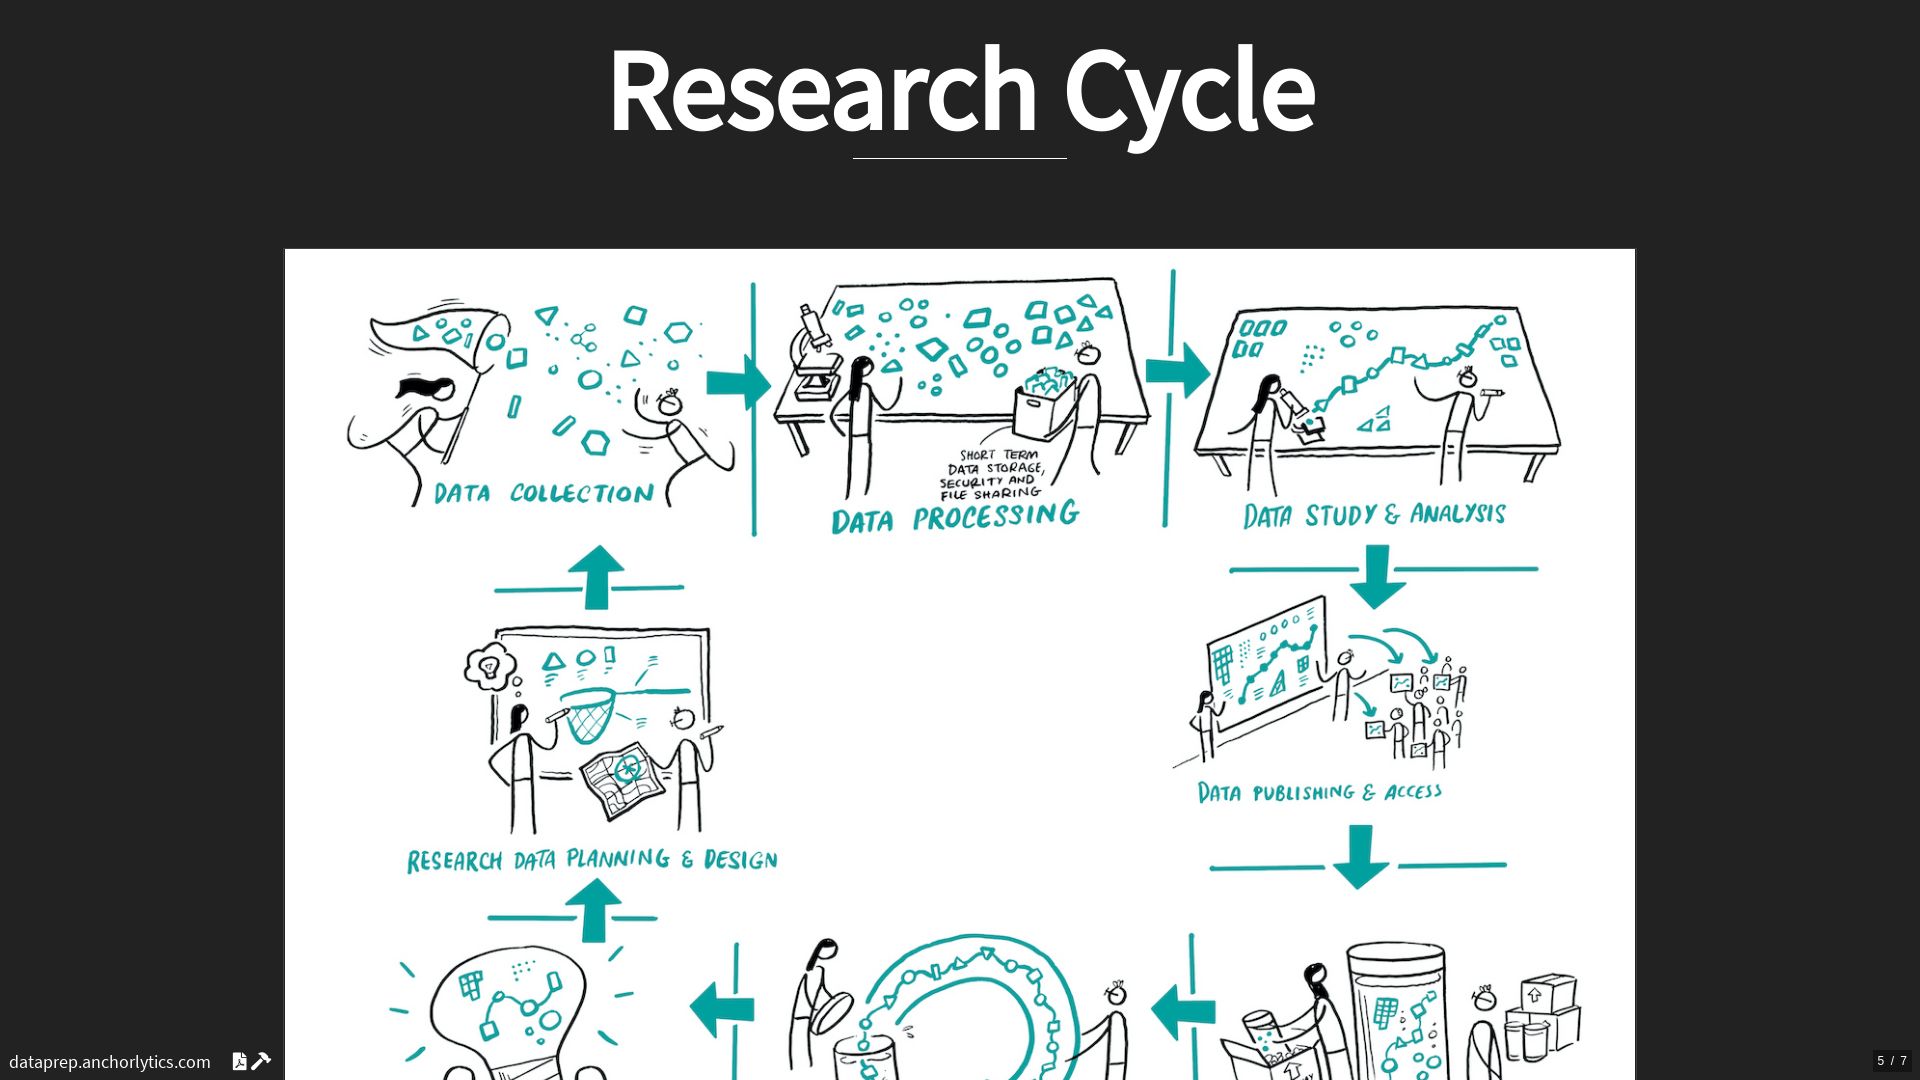 Research Cycle
DATA COLLECTION
SHORT TERM
DATA STORAGE,
SECURITY AND
FILE SHARING
DATA PROCESSING
DATA STUDY & ANALYSIS
RESEARCH DATA PLANNING & DESIGN
DATA PUBLISHING & ACCESS
dataprep.anchorlytics.com
5 / 7